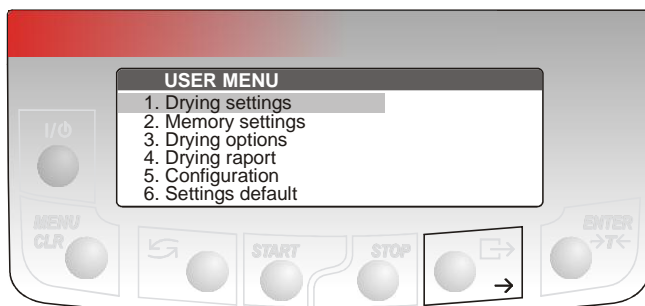 USER MENU
1. Drying settings
2. Memory settings
3. Drying options
4. Drying raport
5. Configuration
6. Settings default
I/⏻
MENU
CLR
START
STOP
→
ENTER
→T←